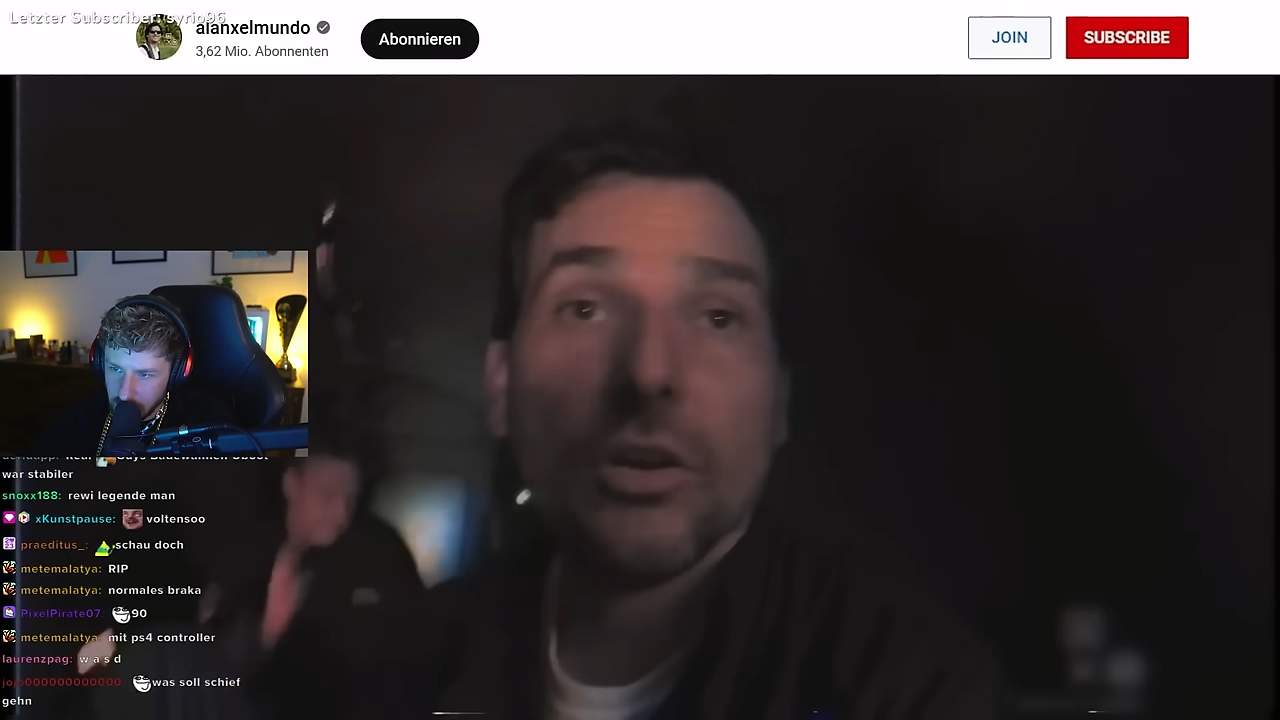 Letzter Subscriber: syrio96
alanxelmundo
3,62 Mio. Abonnenten
Abonnieren
JOIN
SUBSCRIBE
war stabiler
snoxx188: rewi legende man
xKunstpause: voltensoo
praeditus_: schau doch
metemalatya: RIP
metemalatya: normales braka
PixelPirate07: 90
metemalatya: mit ps4 controller
laurenzpag: w a s d
was soll schief
gehn